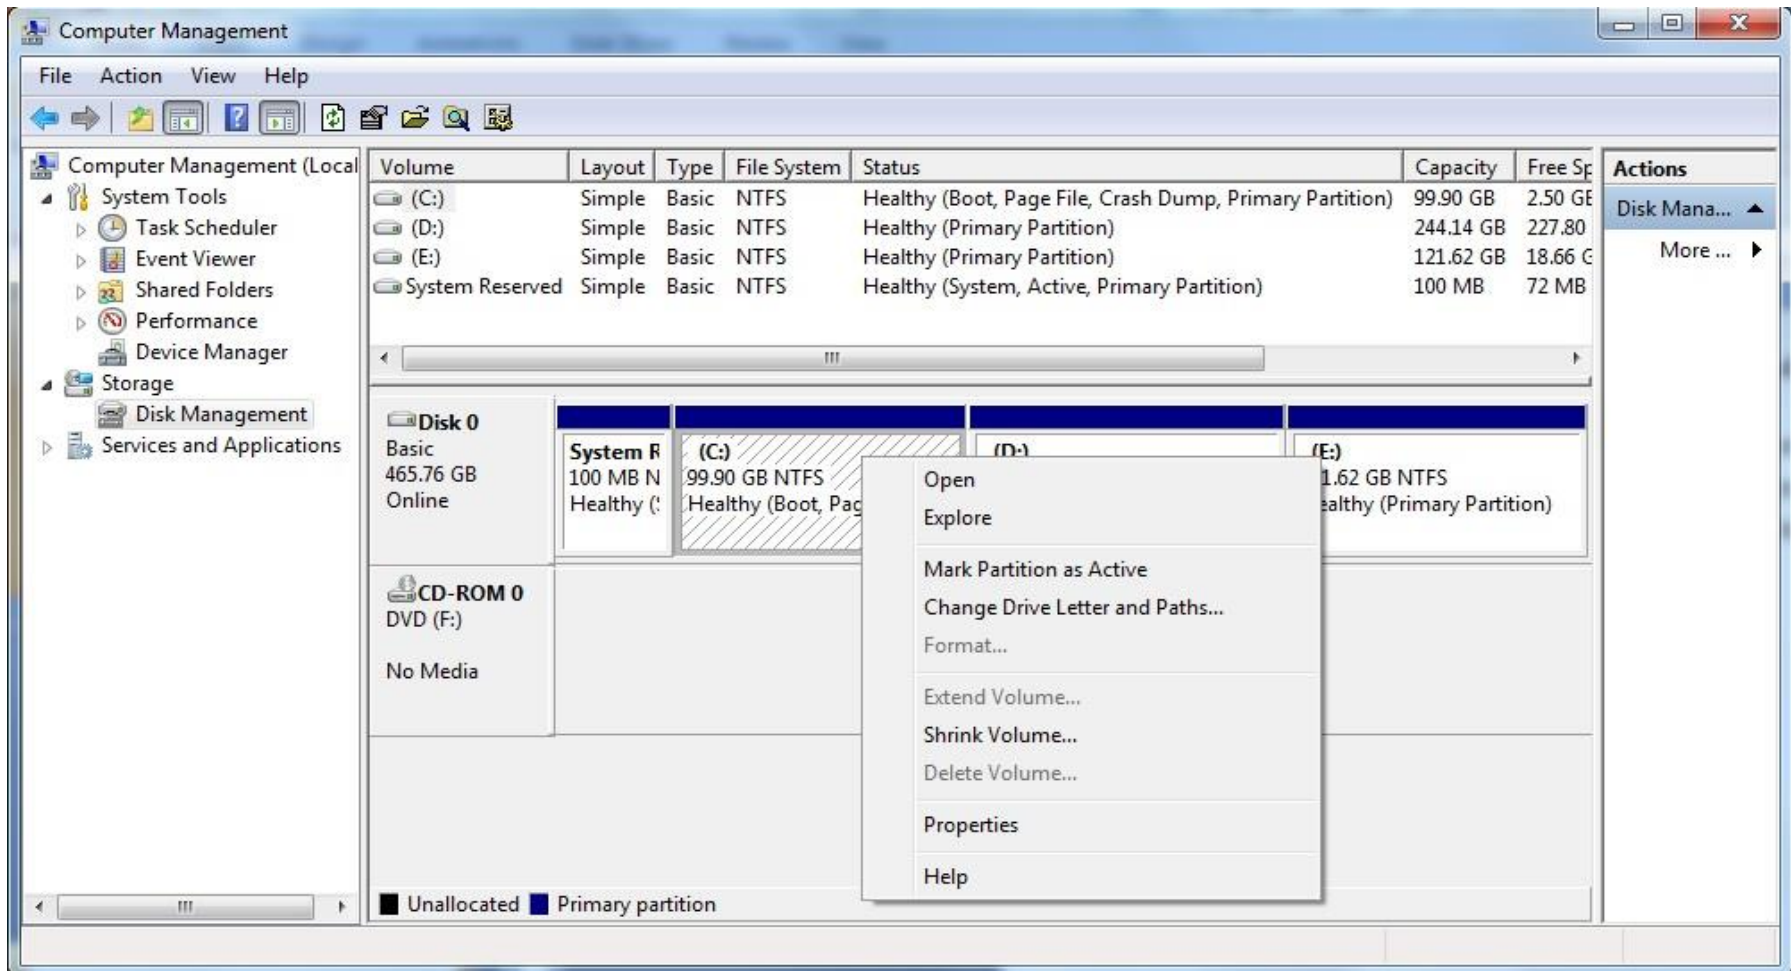 Computer Management
File Action View Help
Computer Management (Local
System Tools
Task Scheduler
Event Viewer
Shared Folders
Performance
Device Manager
Storage
Disk Management
Services and Applications
Volume Layout Type File System Status Capacity Free Sp
(C:) Simple Basic NTFS Healthy (Boot, Page File, Crash Dump, Primary Partition) 99.90 GB 2.50 GB
(D:) Simple Basic NTFS Healthy (Primary Partition) 244.14 GB 227.80
(E:) Simple Basic NTFS Healthy (Primary Partition) 121.62 GB 18.66 G
System Reserved Simple Basic NTFS Healthy (System, Active, Primary Partition) 100 MB 72 MB
Disk 0
Basic
465.76 GB
Online
System R
100 MB N
Healthy (S
(C:)
99.90 GB NTFS
Healthy (Boot, Pag
(D:)
(E:)
1.62 GB NTFS
ealthy (Primary Partition)
CD-ROM 0
DVD (F:)
No Media
Open
Explore
Mark Partition as Active
Change Drive Letter and Paths...
Format...
Extend Volume...
Shrink Volume...
Delete Volume...
Properties
Help
Unallocated Primary partition
Actions
Disk Mana...
More ...